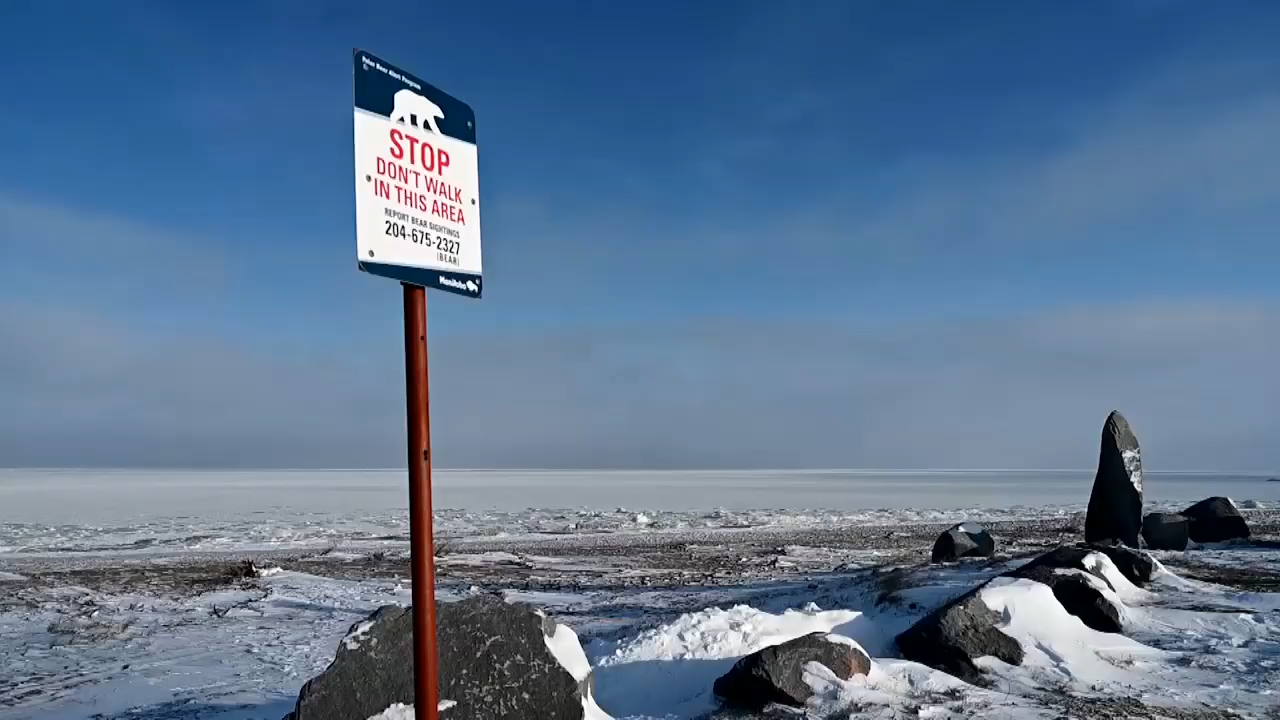 Polar Bear Alert Program
STOP
DON'T WALK
IN THIS AREA
REPORT BEAR SIGHTINGS
204-675-2327
(BEAR)
Manitoba